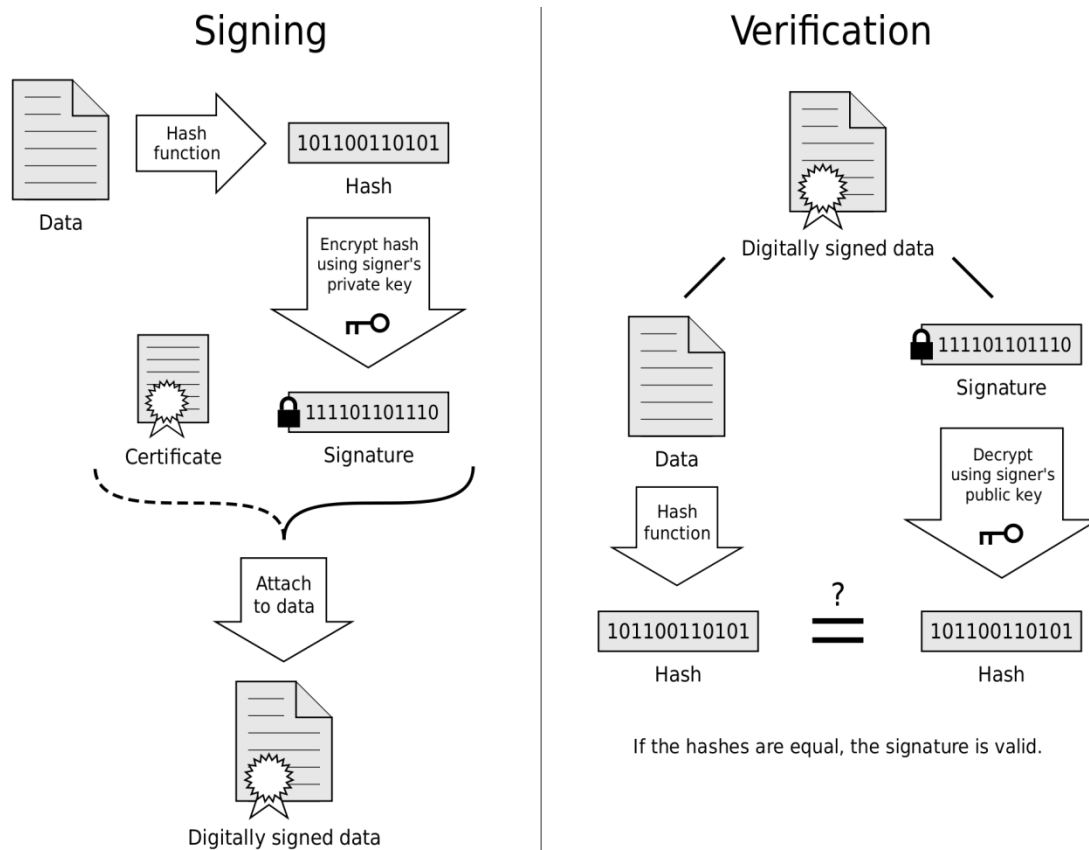 Signing
Data
Hash
function
101100110101
Hash
Encrypt hash
using signer's
private key
Certificate
111101101110
Signature
Attach
to data
Digitally signed data
Verification
Digitally signed data
Data
111101101110
Signature
Hash
function
Decrypt
using signer's
public key
101100110101
Hash
?
=
101100110101
Hash
If the hashes are equal, the signature is valid.